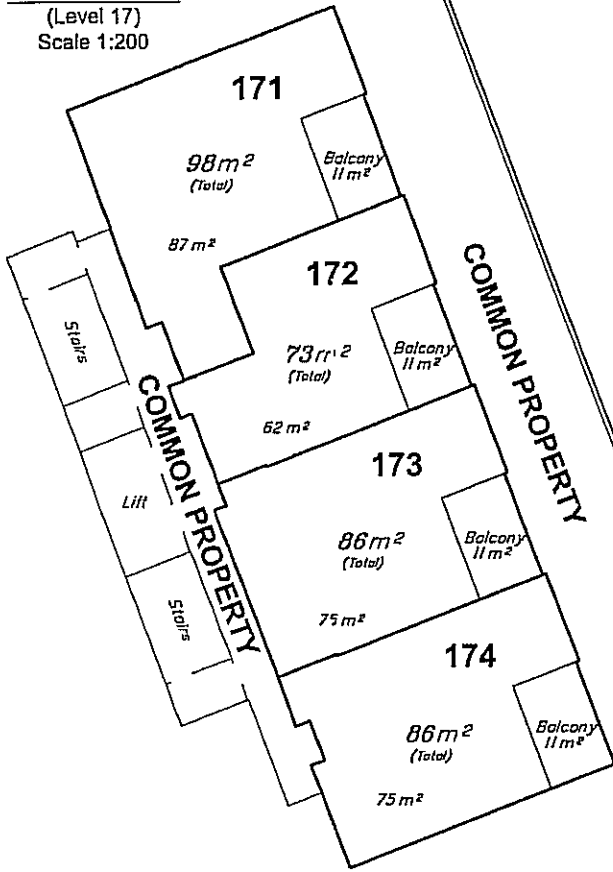 (Level 17)
Scale 1:200
171
98m²
(Total)
Balcony
11 m²
87 m²
172
73m²
(Total)
Balcony
11 m²
62 m²
173
86m²
(Total)
Balcony
11 m²
75 m²
174
86m²
(Total)
Balcony
11 m²
75 m²
Stairs
Lift
Stairs
COMMON PROPERTY
COMMON PROPERTY